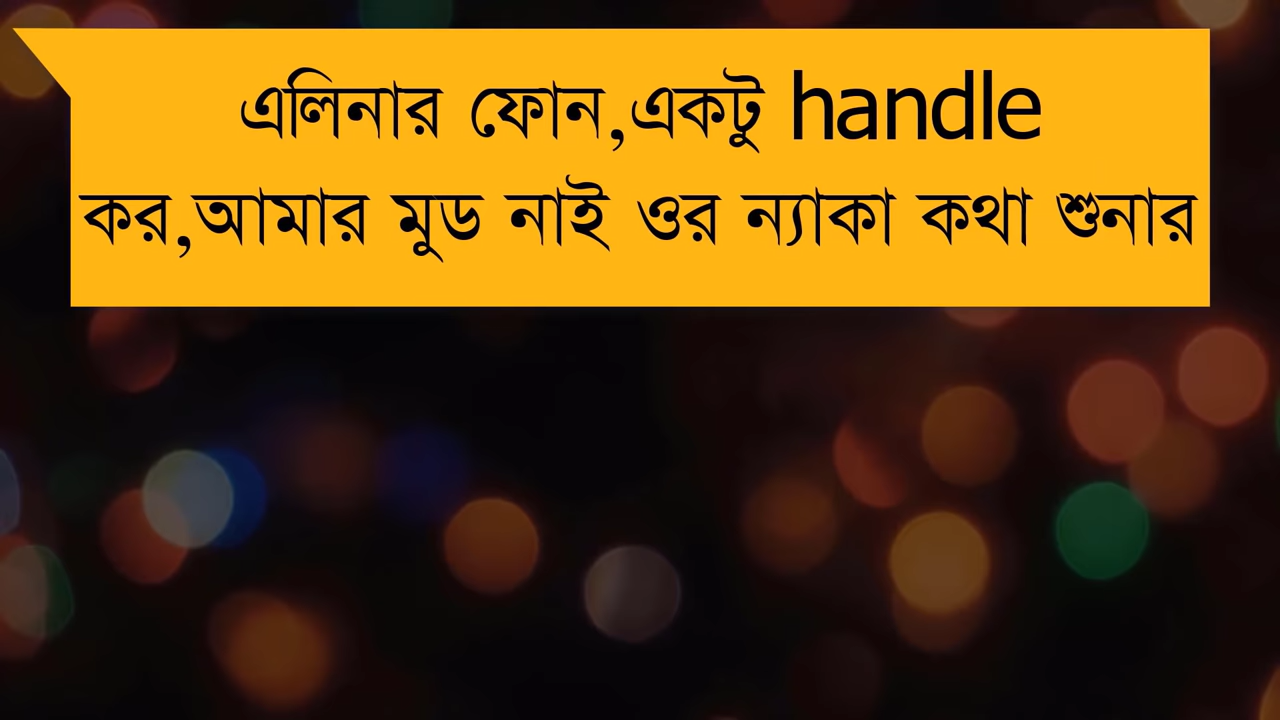 এলিনার ফোন,একটু handle
কর,আমার মুড নাই ওর ন্যাকা কথা শুনার